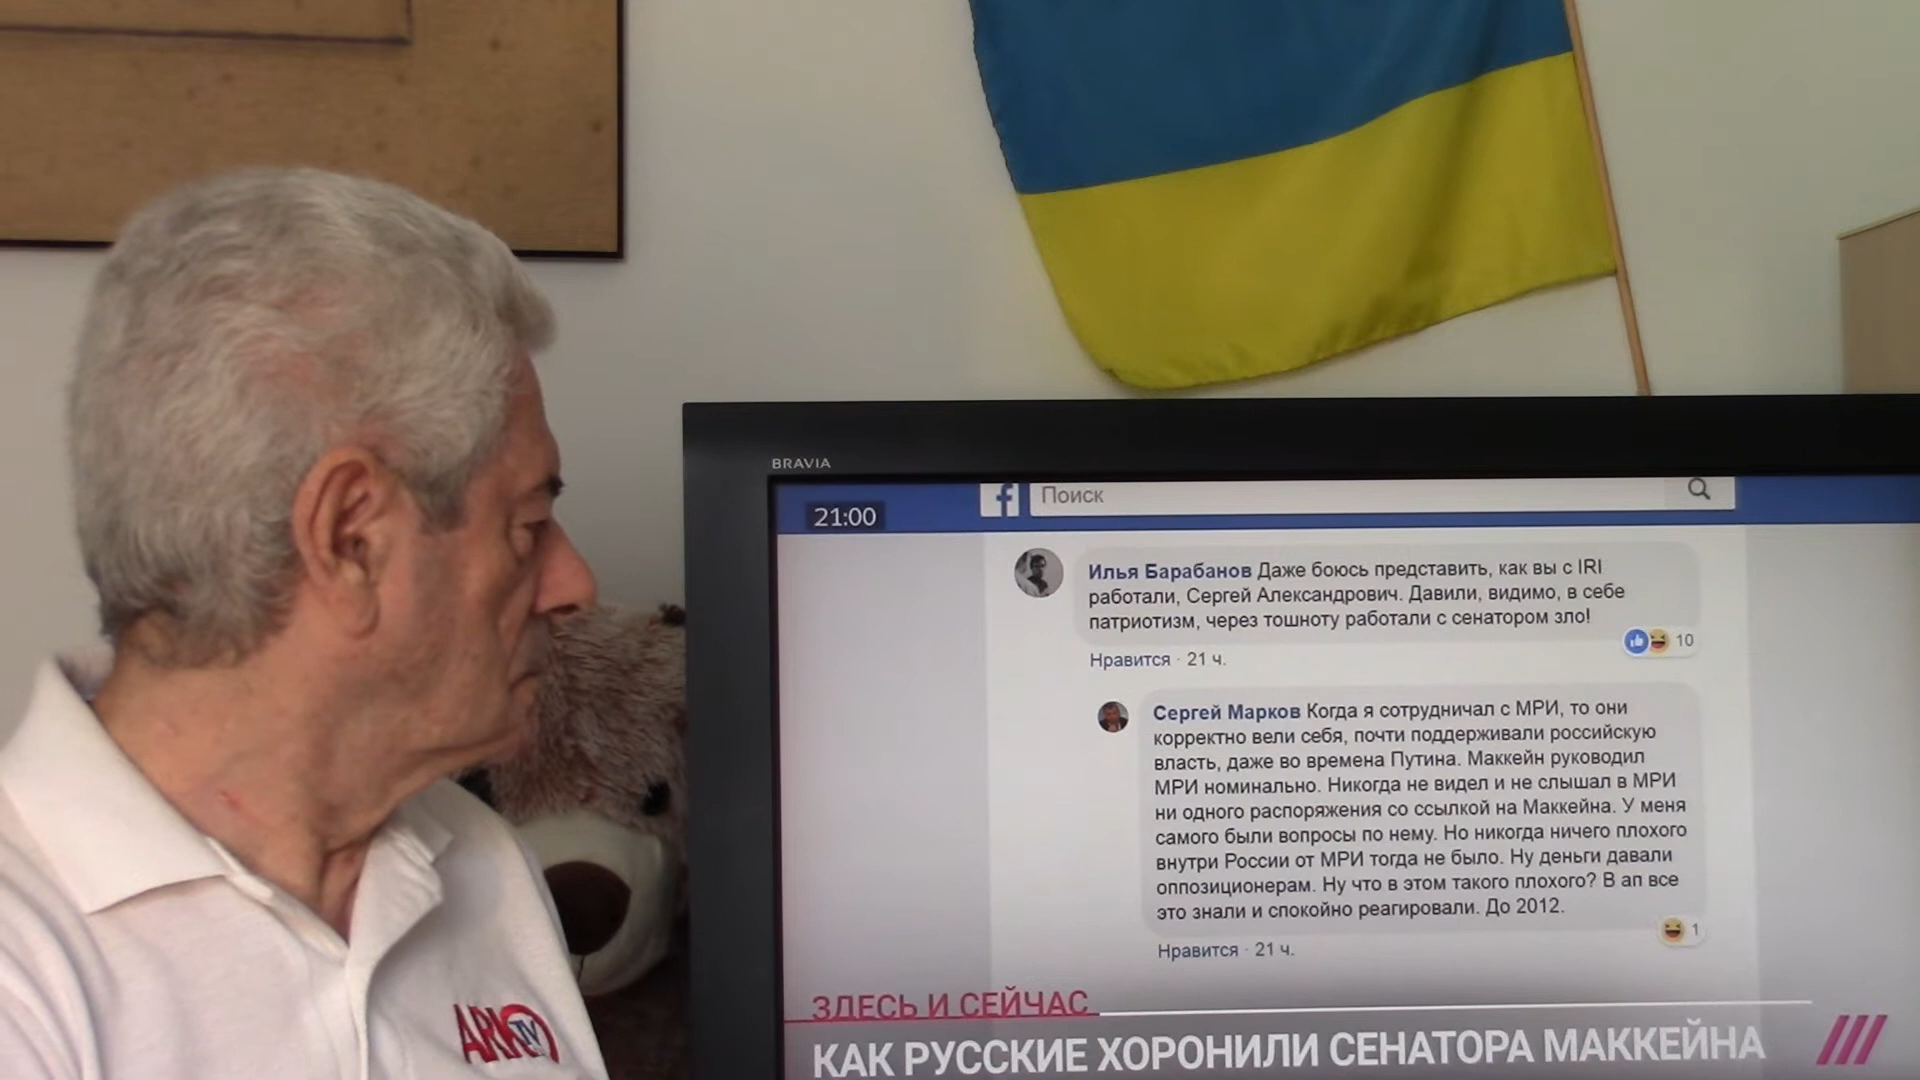 BRAVIA
21:00
Поиск
Илья Барабанов Даже боюсь представить, как вы с IRI
работали, Сергей Александрович. Давили, видимо, в себе
патриотизм, через тошноту работали с сенатором зло!
10
Нравится · 21 ч.
Сергей Марков Когда я сотрудничал с МРИ, то они
корректно вели себя, почти поддерживали российскую
власть, даже во времена Путина. Маккейн руководил
МРИ номинально. Никогда не видел и не слышал в МРИ
ни одного распоряжения со ссылкой на Маккейна. У меня
самого были вопросы по нему. Но никогда ничего плохого
внутри России от МРИ тогда не было. Ну деньги давали
оппозиционерам. Ну что в этом такого плохого? В ап все
это знали и спокойно реагировали. До 2012.
1
Нравится · 21 ч.
ЗДЕСЬ И СЕЙЧАС
КАК РУССКИЕ ХОРОНИЛИ СЕНАТОРА МАККЕЙНА
TV